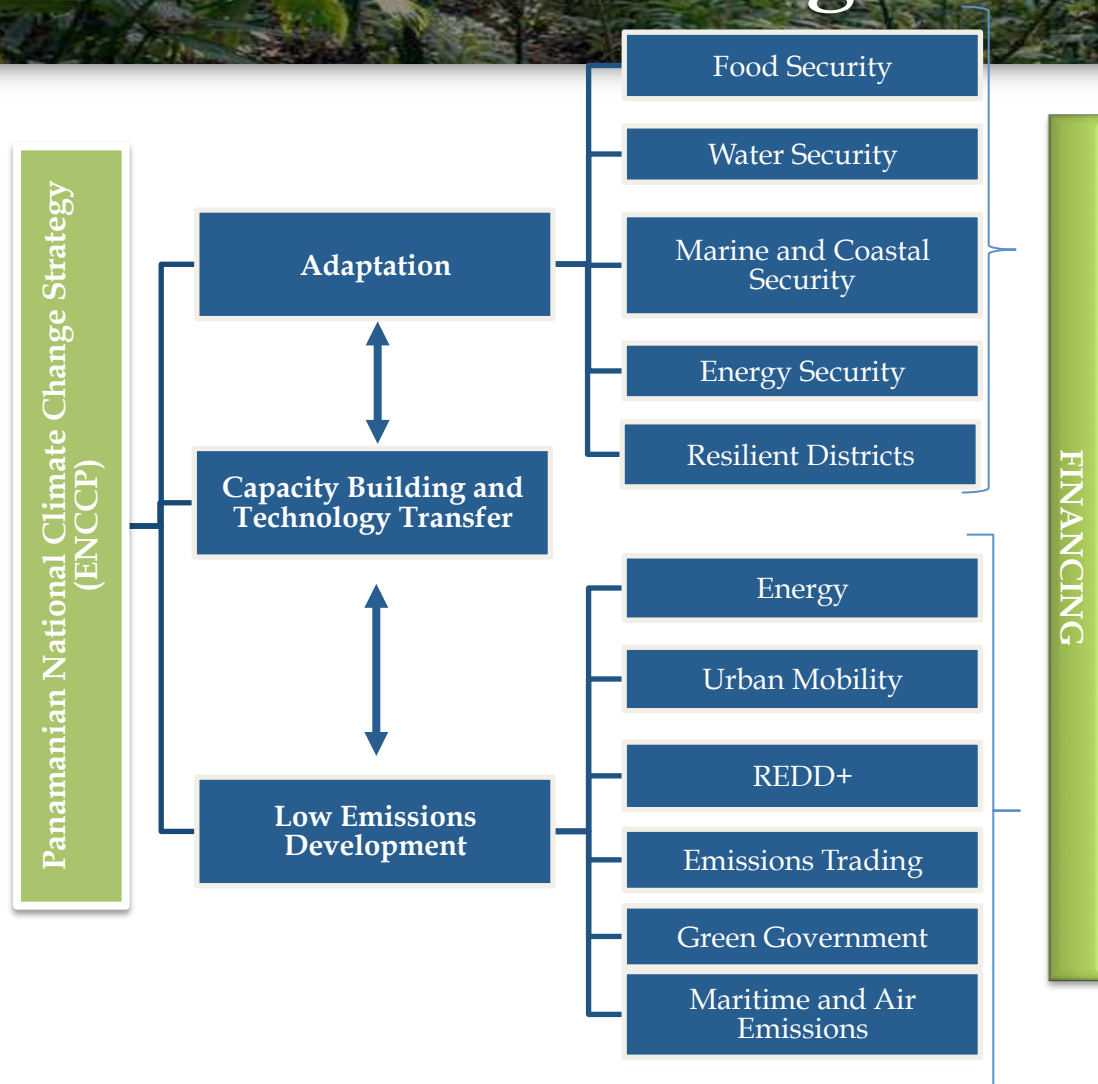 Panamanian National Climate Change Strategy
(ENCCP)
Adaptation
Capacity Building and
Technology Transfer
Low Emissions
Development
Food Security
Water Security
Marine and Coastal
Security
Energy Security
Resilient Districts
Energy
Urban Mobility
REDD+
Emissions Trading
Green Government
Maritime and Air
Emissions
FINANCING